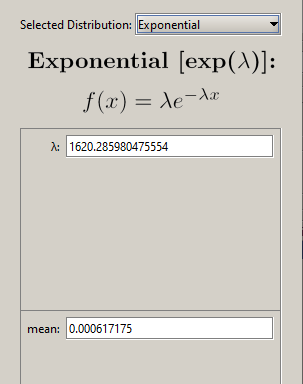 Selected Distribution: Exponential
Exponential [exp(λ)]:
f(x) = λe^{−λx}
λ: 1620.285980475554
mean: 0.000617175